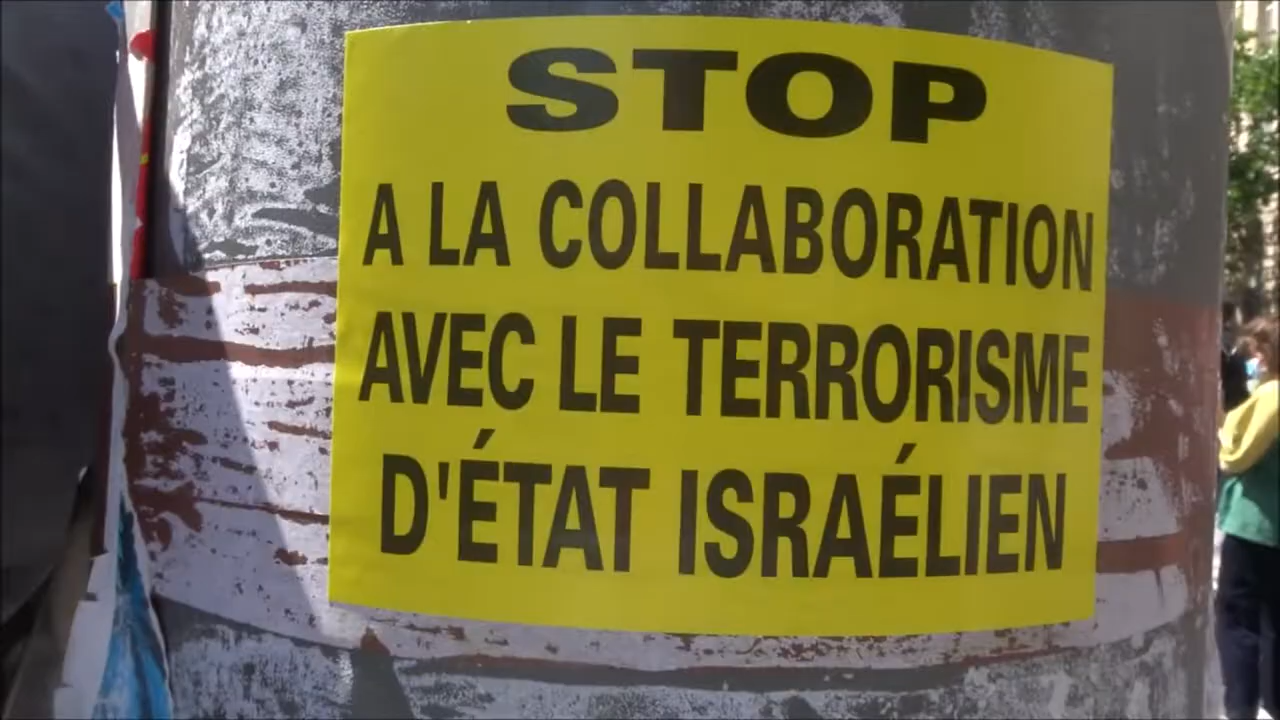 STOP
A LA COLLABORATION
AVEC LE TERRORISME
D'ÉTAT ISRAÉLIEN